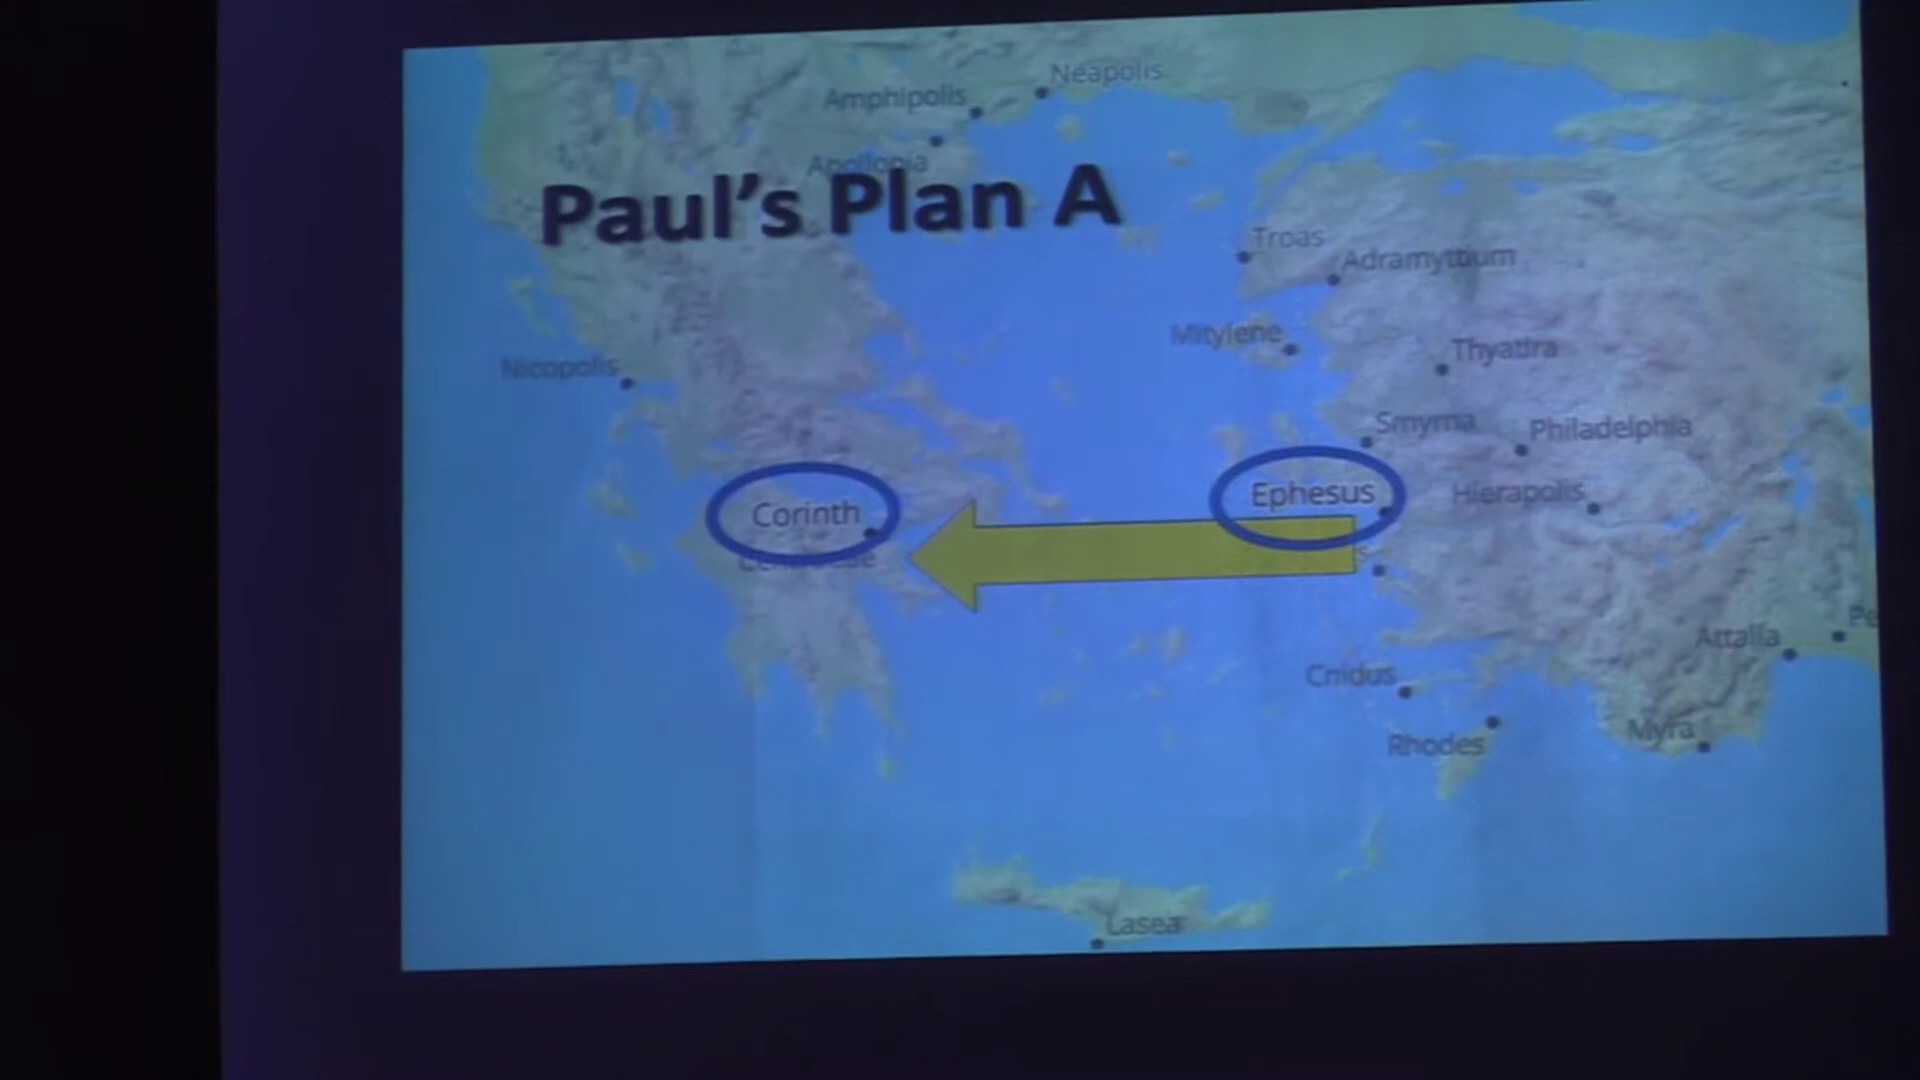 Neapolis
Amphipolis
Apollonia
Paul's Plan A
Troas
Adramyttium
Mitylene
Thyatira
Nicopolis
Smyrna
Philadelphia
Ephesus
Hierapolis
Corinth
Attalia
Cnidus
Rhodes
Myra
Lasea